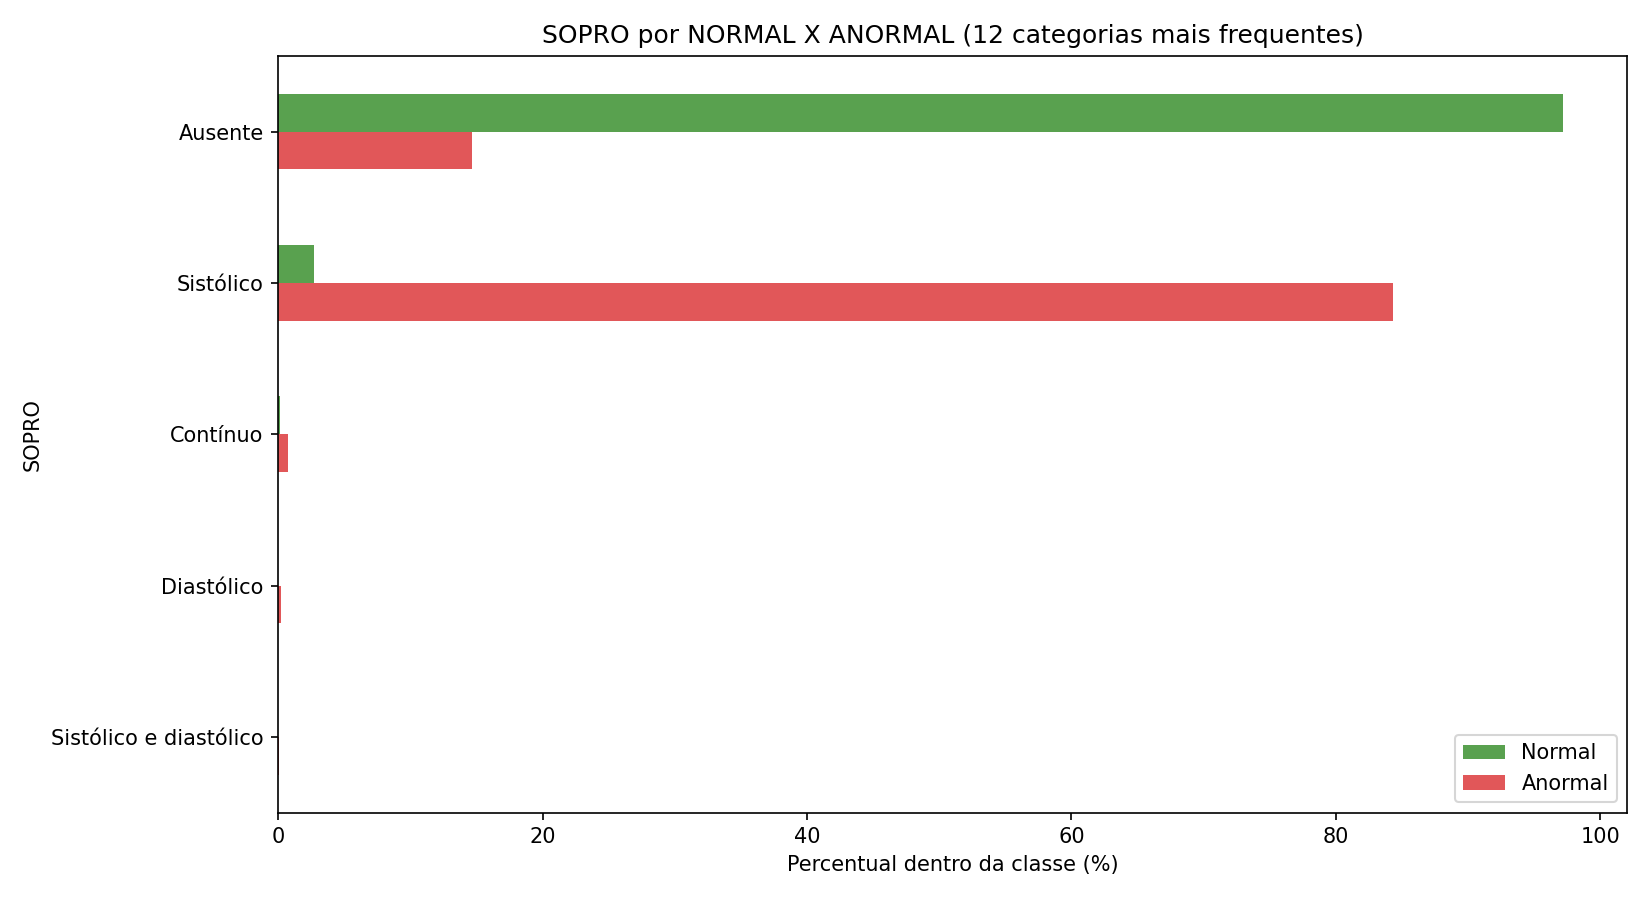 SOPRO por NORMAL X ANORMAL (12 categorias mais frequentes)
SOPRO
Ausente
Sistólico
Contínuo
Diastólico
Sistólico e diastólico
Normal
Anormal
0 20 40 60 80 100
Percentual dentro da classe (%)